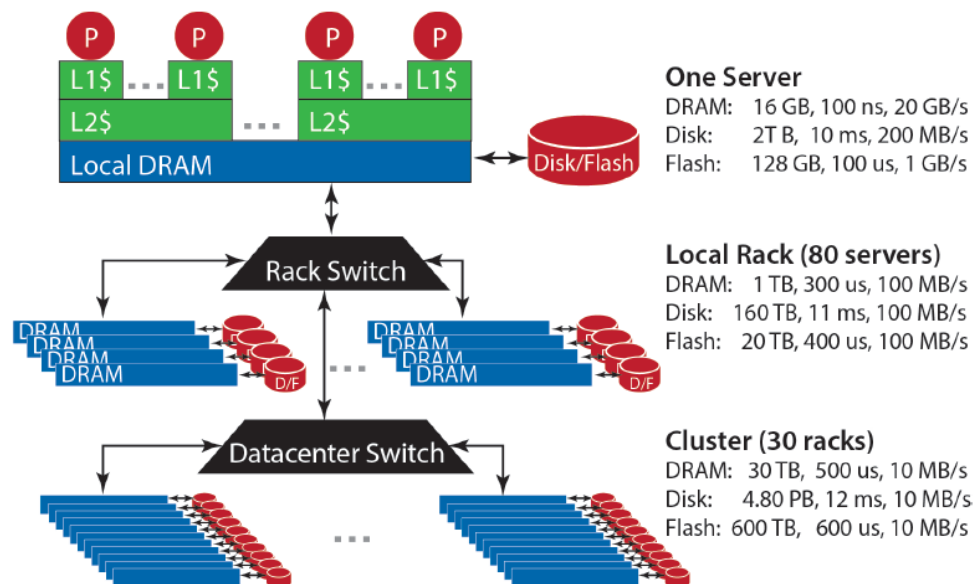 P P P P
L1$ L1$ L1$ L1$
L2$ L2$
Local DRAM
Disk/Flash
One Server
DRAM: 16 GB, 100 ns, 20 GB/s
Disk: 2T B, 10 ms, 200 MB/s
Flash: 128 GB, 100 us, 1 GB/s
Rack Switch
Local Rack (80 servers)
DRAM: 1 TB, 300 us, 100 MB/s
Disk: 160 TB, 11 ms, 100 MB/s
Flash: 20 TB, 400 us, 100 MB/s
DRAM DRAM
DRAM DRAM
DRAM DRAM
DRAM DRAM
D/F D/F
Datacenter Switch
Cluster (30 racks)
DRAM: 30 TB, 500 us, 10 MB/s
Disk: 4.80 PB, 12 ms, 10 MB/s
Flash: 600 TB, 600 us, 10 MB/s